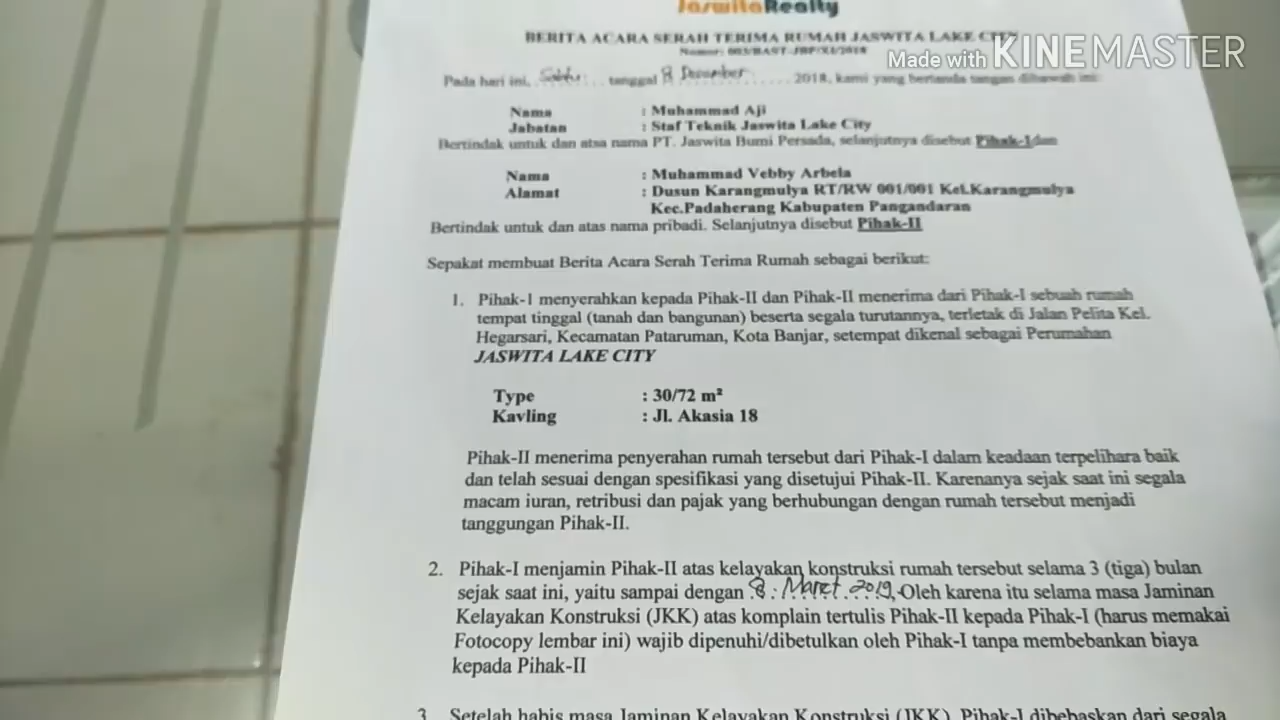 JaswitaRealty
BERITA ACARA SERAH TERIMA RUMAH JASWITA LAKE CITY
Made with KINEMASTER
Pada hari ini, Sabtu tanggal 8 December 2018, kami yang bertanda tangan dibawah ini:
Nama : Muhammad Aji
Jabatan : Staf Teknik Jaswita Lake City
Bertindak untuk dan atsa nama PT. Jaswita Bumi Persada, selanjutnya disebut Pihak-I dan
Nama : Muhammad Vebby Arbela
Alamat : Dusun Karangmulya RT/RW 001/001 Kel.Karangmulya
Kec.Padaherang Kabupaten Pangandaran
Bertindak untuk dan atas nama pribadi. Selanjutnya disebut Pihak-II
Sepakat membuat Berita Acara Serah Terima Rumah sebagai berikut:
1. Pihak-I menyerahkan kepada Pihak-II dan Pihak-II menerima dari Pihak-I sebuah rumah
tempat tinggal (tanah dan bangunan) beserta segala turutannya, terletak di Jalan Pelita Kel.
Hegarsari, Kecamatan Pataruman, Kota Banjar, setempat dikenal sebagai Perumahan
JASWITA LAKE CITY
Type : 30/72 m²
Kavling : Jl. Akasia 18
Pihak-II menerima penyerahan rumah tersebut dari Pihak-I dalam keadaan terpelihara baik
dan telah sesuai dengan spesifikasi yang disetujui Pihak-II. Karenanya sejak saat ini segala
macam iuran, retribusi dan pajak yang berhubungan dengan rumah tersebut menjadi
tanggungan Pihak-II.
2. Pihak-I menjamin Pihak-II atas kelayakan konstruksi rumah tersebut selama 3 (tiga) bulan
sejak saat ini, yaitu sampai dengan 8 Maret 2019, Oleh karena itu selama masa Jaminan
Kelayakan Konstruksi (JKK) atas komplain tertulis Pihak-II kepada Pihak-I (harus memakai
Fotocopy lembar ini) wajib dipenuhi/dibetulkan oleh Pihak-I tanpa membebankan biaya
kepada Pihak-II
3. Setelah habis masa Jaminan Kelayakan Konstruksi (JKK), Pihak-I dibebaskan dari segala